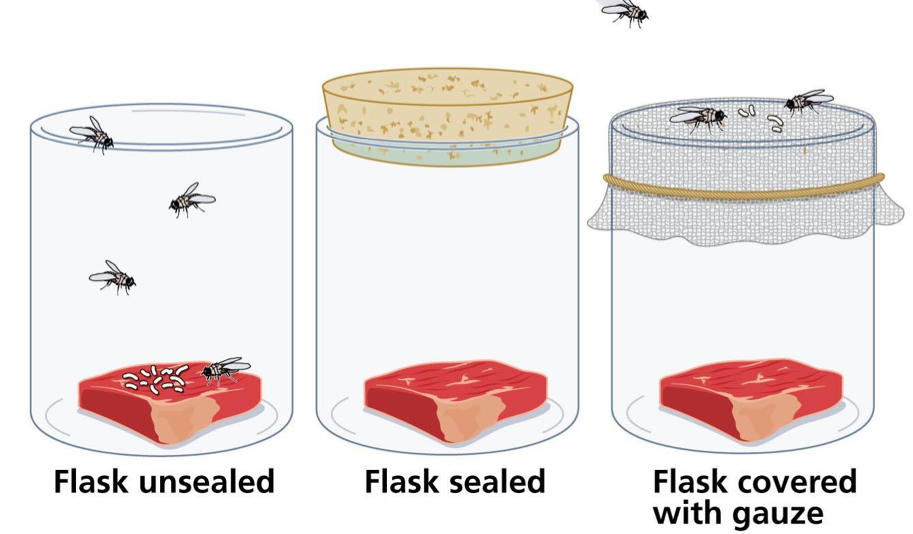 Flask unsealed
Flask sealed
Flask covered
with gauze